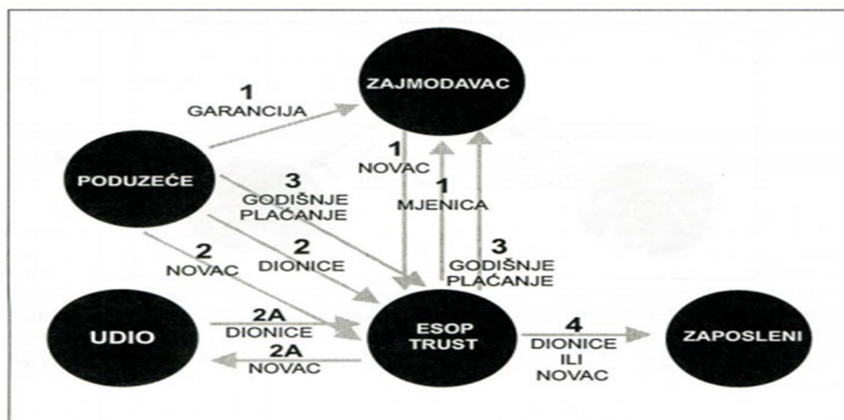 ZAJMODAVAC
1
GARANCIJA
PODUZEĆE
1
NOVAC
1
MJENICA
3
GODIŠNJE
PLAĆANJE
2
NOVAC
2
DIONICE
3
GODIŠNJE
PLAĆANJE
UDIO
2A
DIONICE
2A
NOVAC
ESOP
TRUST
4
DIONICE
ILI
NOVAC
ZAPOSLENI